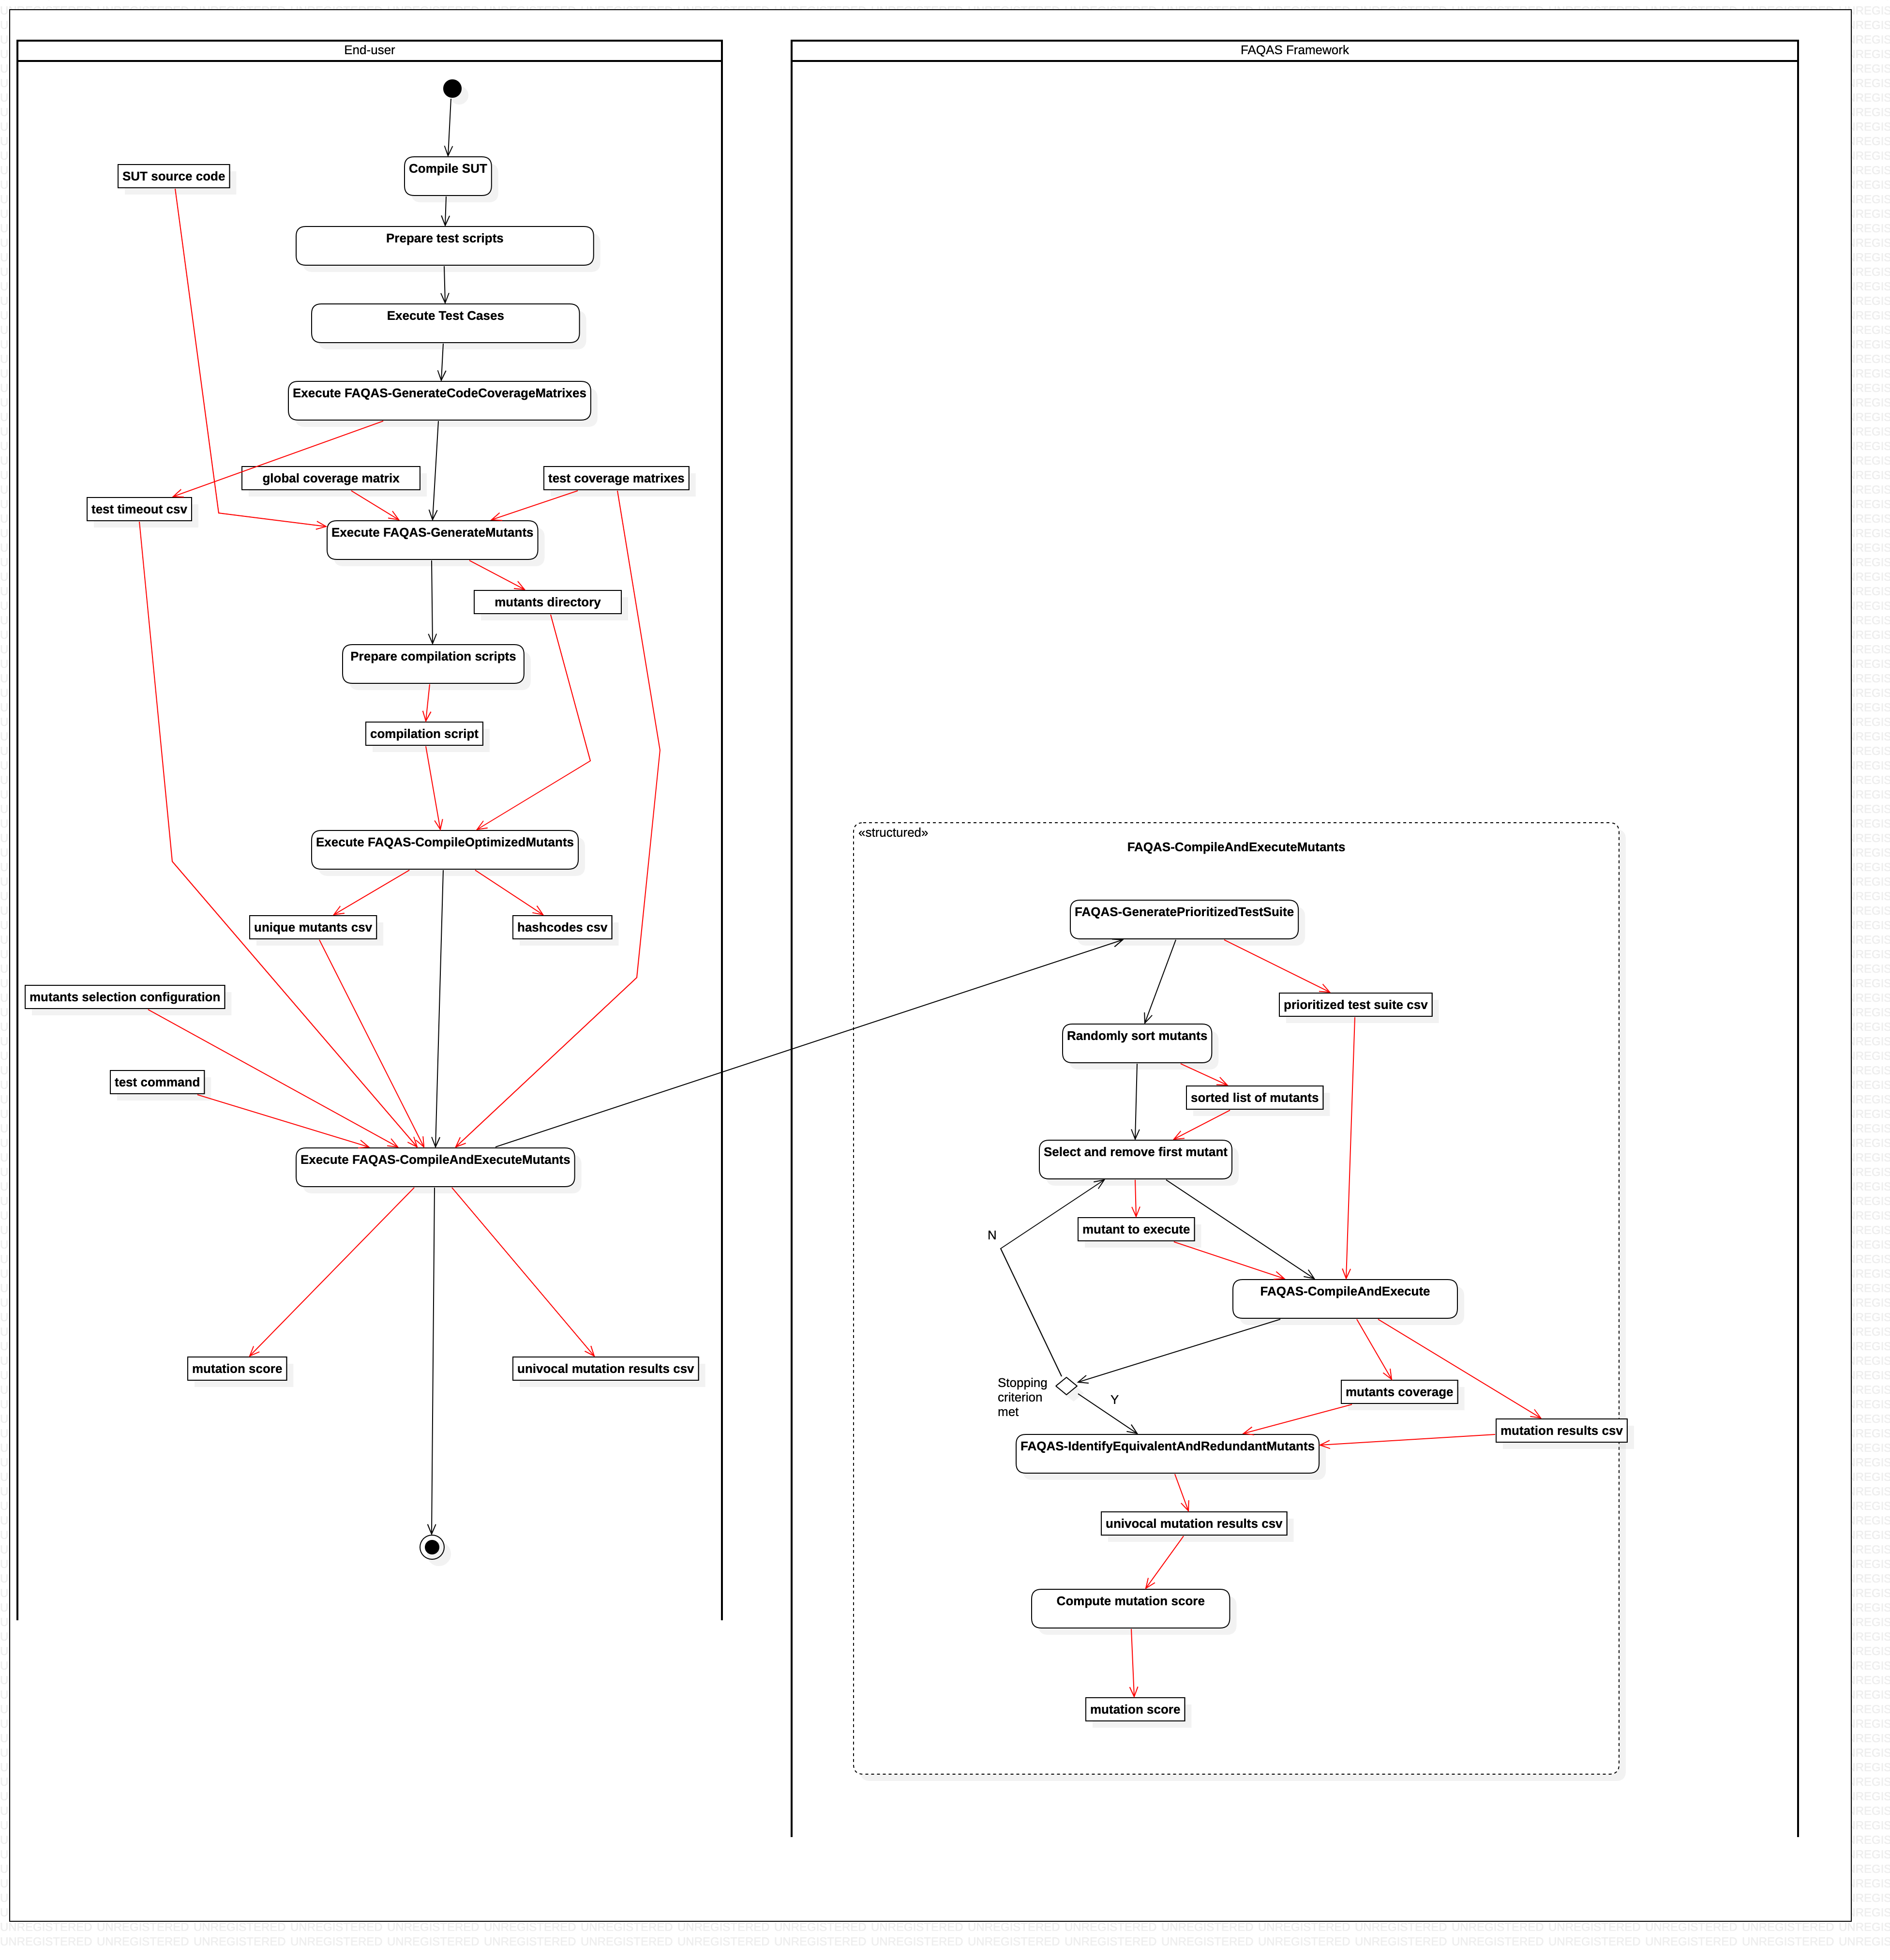 End-user
FAQAS Framework
Compile SUT
SUT source code
Prepare test scripts
Execute Test Cases
Execute FAQAS-GenerateCodeCoverageMatrixes
global coverage matrix
test coverage matrixes
test timeout csv
Execute FAQAS-GenerateMutants
mutants directory
Prepare compilation scripts
compilation script
Execute FAQAS-CompileOptimizedMutants
unique mutants csv
hashcodes csv
mutants selection configuration
test command
Execute FAQAS-CompileAndExecuteMutants
mutation score
univocal mutation results csv
«structured»
FAQAS-CompileAndExecuteMutants
FAQAS-GeneratePrioritizedTestSuite
prioritized test suite csv
Randomly sort mutants
sorted list of mutants
Select and remove first mutant
mutant to execute
N
FAQAS-CompileAndExecute
Stopping
criterion
met
Y
mutants coverage
mutation results csv
FAQAS-IdentifyEquivalentAndRedundantMutants
univocal mutation results csv
Compute mutation score
mutation score
UNREGISTERED UNREGISTERED UNREGISTERED UNREGISTERED UNREGISTERED UNREGISTERED UNREGISTERED UNREGISTERED UNREGISTERED UNREGISTERED UNREGISTERED UNREGISTERED UNREGISTERED UNREGISTERED UNREGISTERED UNREGISTERED UNREGISTERED UNREGISTERED UNREGISTERED